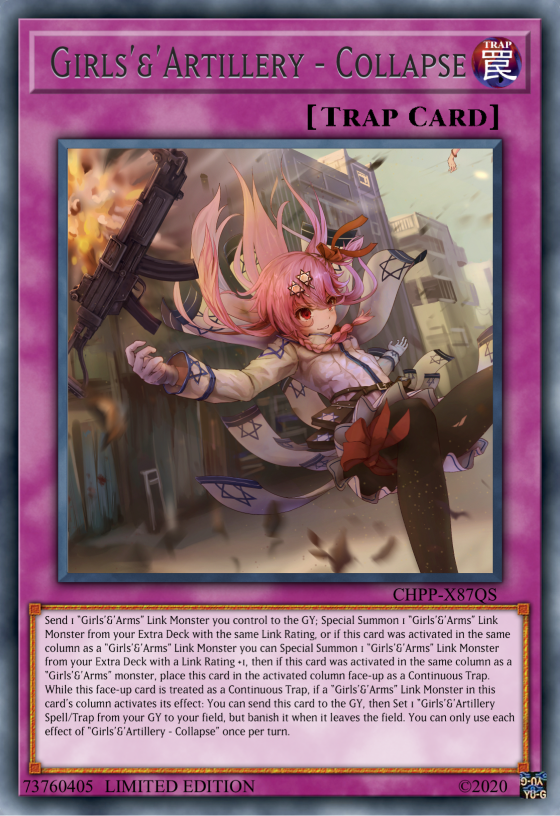 Girls'&'Artillery - Collapse
TRAP
罠
[Trap Card]
CHPP-X87QS
Send 1 "Girls'&'Arms" Link Monster you control to the GY; Special Summon 1 "Girls'&'Arms" Link
Monster from your Extra Deck with the same Link Rating, or if this card was activated in the same
column as a "Girls'&'Arms" Link Monster you can Special Summon 1 "Girls'&'Arms" Link Monster
from your Extra Deck with a Link Rating +1, then if this card was activated in the same column as a
"Girls'&'Arms" monster, place this card in the activated column face-up as a Continuous Trap.
While this face-up card is treated as a Continuous Trap, if a "Girls'&'Arms" Link Monster in this
card's column activates its effect: You can send this card to the GY, then Set 1 "Girls'&'Artillery
Spell/Trap from your GY to your field, but banish it when it leaves the field. You can only use each
effect of "Girls'&'Artillery - Collapse" once per turn.
73760405 LIMITED EDITION
©2020
YU-G